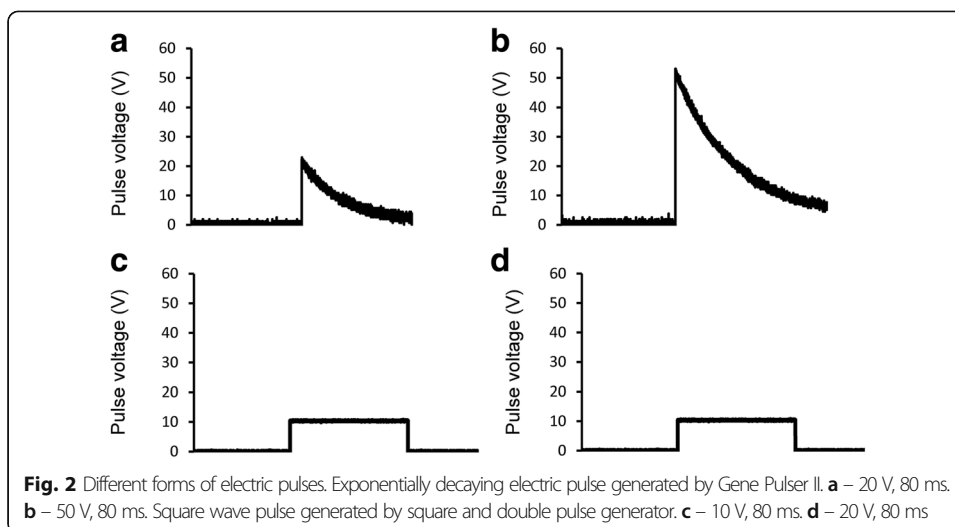 a
Pulse voltage (V)
60
50
40
30
20
10
0
b
Pulse voltage (V)
60
50
40
30
20
10
0
c
Pulse voltage (V)
60
50
40
30
20
10
0
d
Pulse voltage (V)
60
50
40
30
20
10
0
Fig. 2 Different forms of electric pulses. Exponentially decaying electric pulse generated by Gene Pulser II. a – 20 V, 80 ms.
b – 50 V, 80 ms. Square wave pulse generated by square and double pulse generator. c – 10 V, 80 ms. d – 20 V, 80 ms